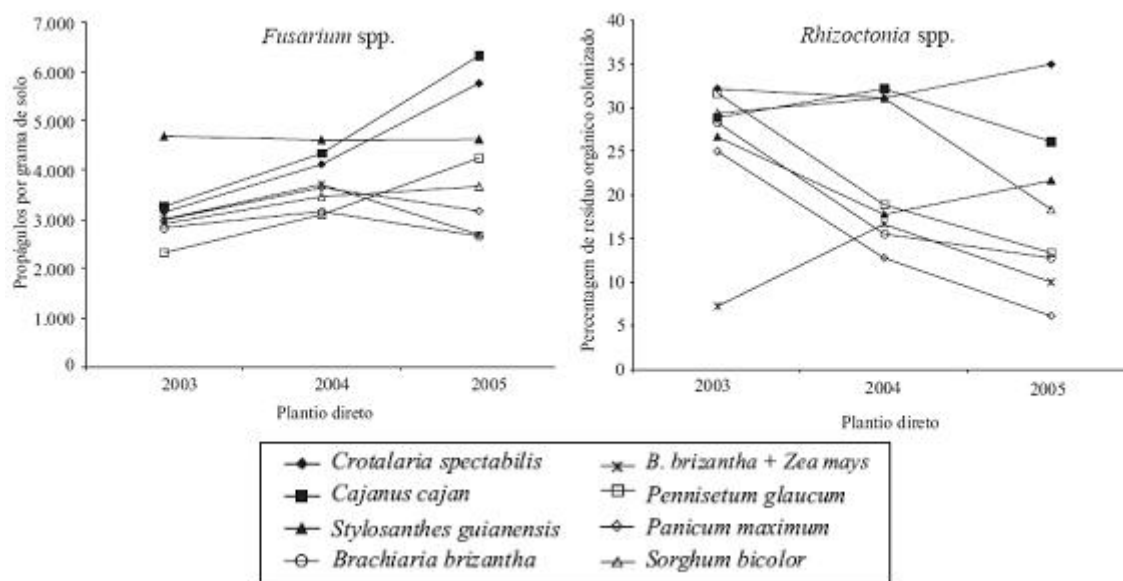 Fusarium spp.
Propágulos por grama de solo
7.000
6.000
5.000
4.000
3.000
2.000
1.000
0
2003 2004 2005
Plantio direto
Rhizoctonia spp.
Percentagem de resíduo orgânico colonizado
40
35
30
25
20
15
10
5
0
2003 2004 2005
Plantio direto
Crotalaria spectabilis
Cajanus cajan
Stylosanthes guianensis
Brachiaria brizantha
B. brizantha + Zea mays
Pennisetum glaucum
Panicum maximum
Sorghum bicolor